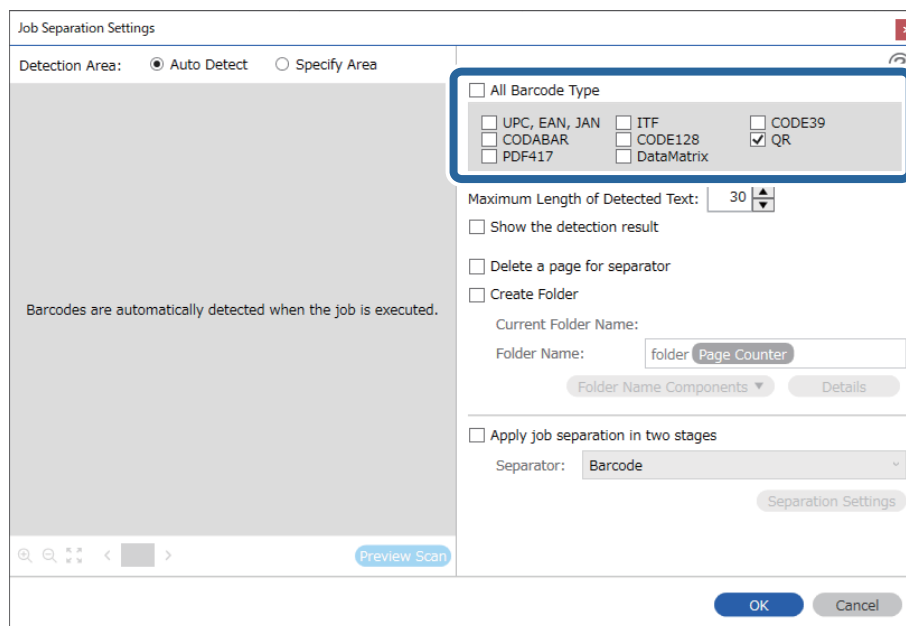 Job Separation Settings
Detection Area: Auto Detect Specify Area
All Barcode Type
UPC, EAN, JAN ITF CODE39
CODABAR CODE128 QR
PDF417 DataMatrix
Maximum Length of Detected Text: 30
Show the detection result
Delete a page for separator
Create Folder
Barcodes are automatically detected when the job is executed.
Current Folder Name:
Folder Name: folder Page Counter
Folder Name Components Details
Apply job separation in two stages
Separator: Barcode
Separation Settings
Preview Scan
OK Cancel